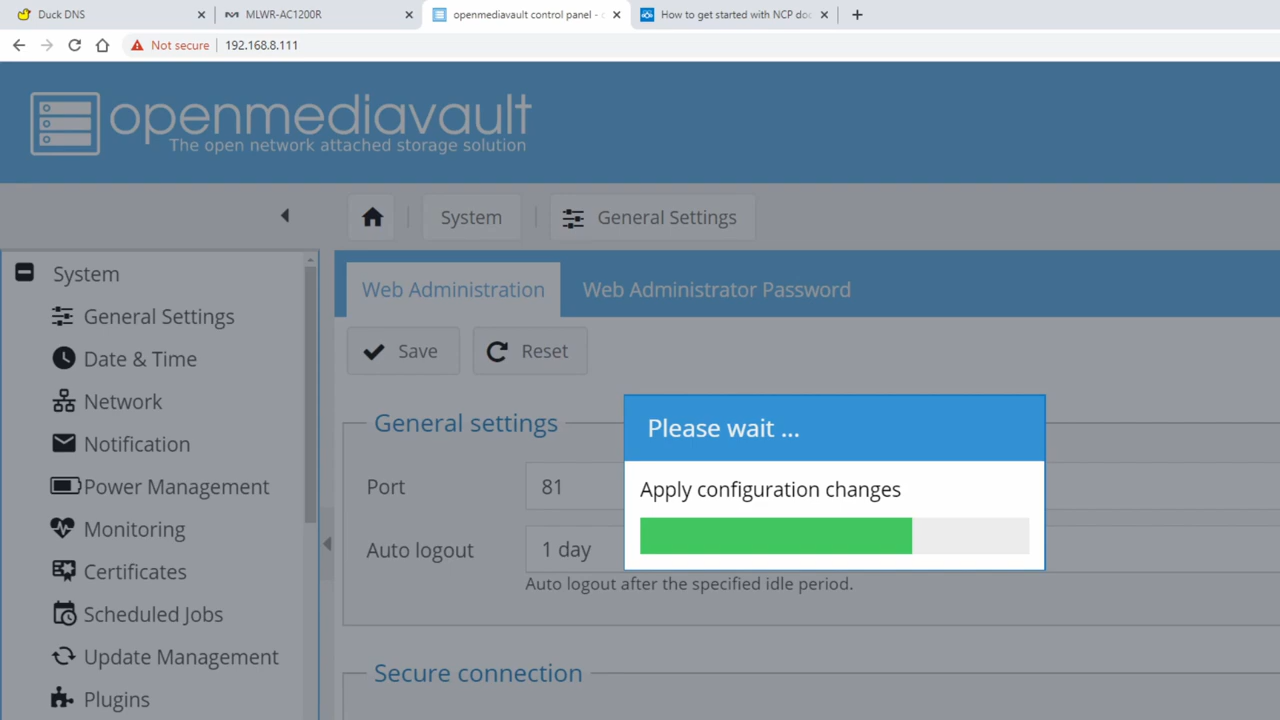 Duck DNS
MLWR-AC1200R
openmediavault control panel - 
How to get started with NCP doc
Not secure
192.168.8.111
openmediavault
The open network attached storage solution
System
General Settings
System
General Settings
Date & Time
Network
Notification
Power Management
Monitoring
Certificates
Scheduled Jobs
Update Management
Plugins
Web Administration
Web Administrator Password
Save
Reset
General settings
Port
81
Auto logout
1 day
Auto logout after the specified idle period.
Secure connection
Please wait ...
Apply configuration changes